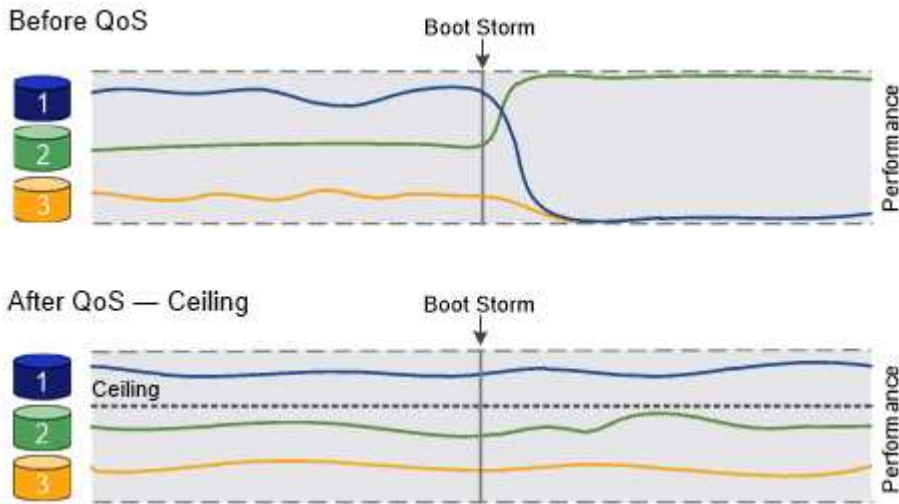 Before QoS
Boot Storm
1
2
3
Performance
After QoS — Ceiling
Boot Storm
1
Ceiling
2
3
Performance